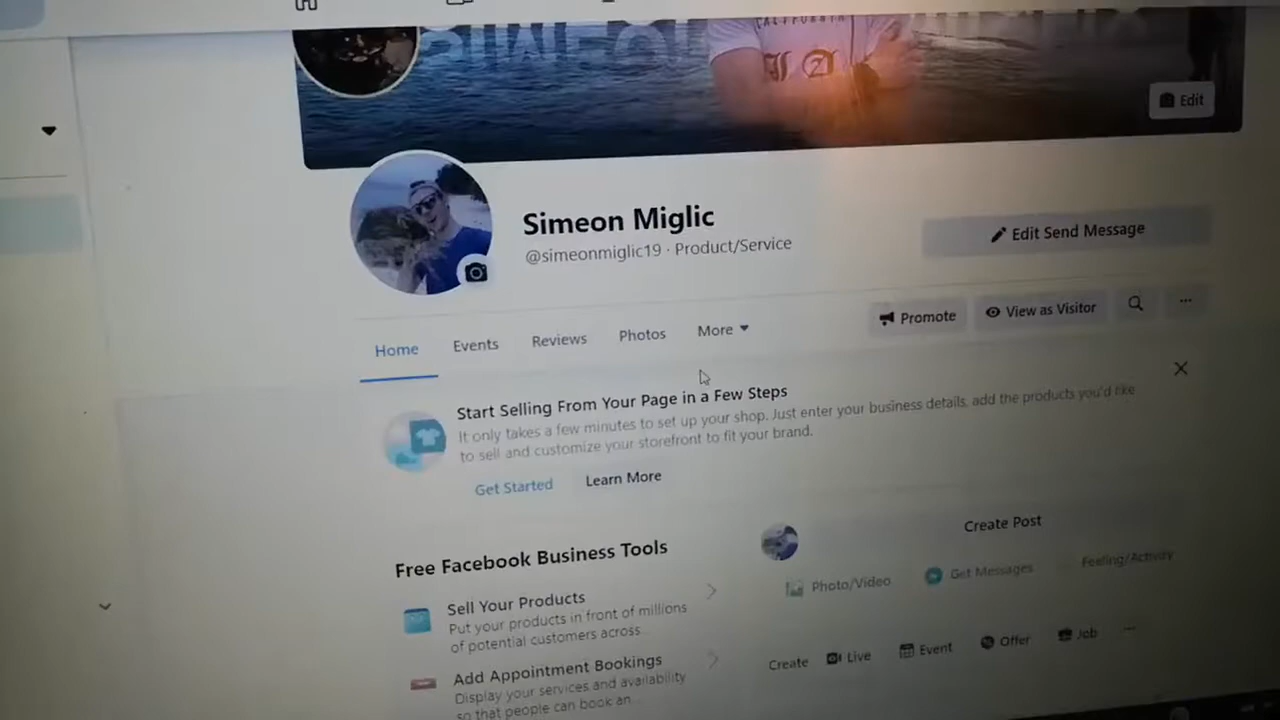 CALIFORNIA
Edit
Simeon Miglic
@simeonmiglic19 · Product/Service
Edit Send Message
Home
Events
Reviews
Photos
More
Promote
View as Visitor
Start Selling From Your Page in a Few Steps
It only takes a few minutes to set up your shop. Just enter your business details, add the products you'd like
to sell and customize your storefront to fit your brand.
Get Started
Learn More
Free Facebook Business Tools
Sell Your Products
Put your products in front of millions
of potential customers across
Add Appointment Bookings
Display your services and availability
so that people can book an
Create Post
Photo/Video
Get Messages
Feeling/Activity
Create
Live
Event
Offer
Job